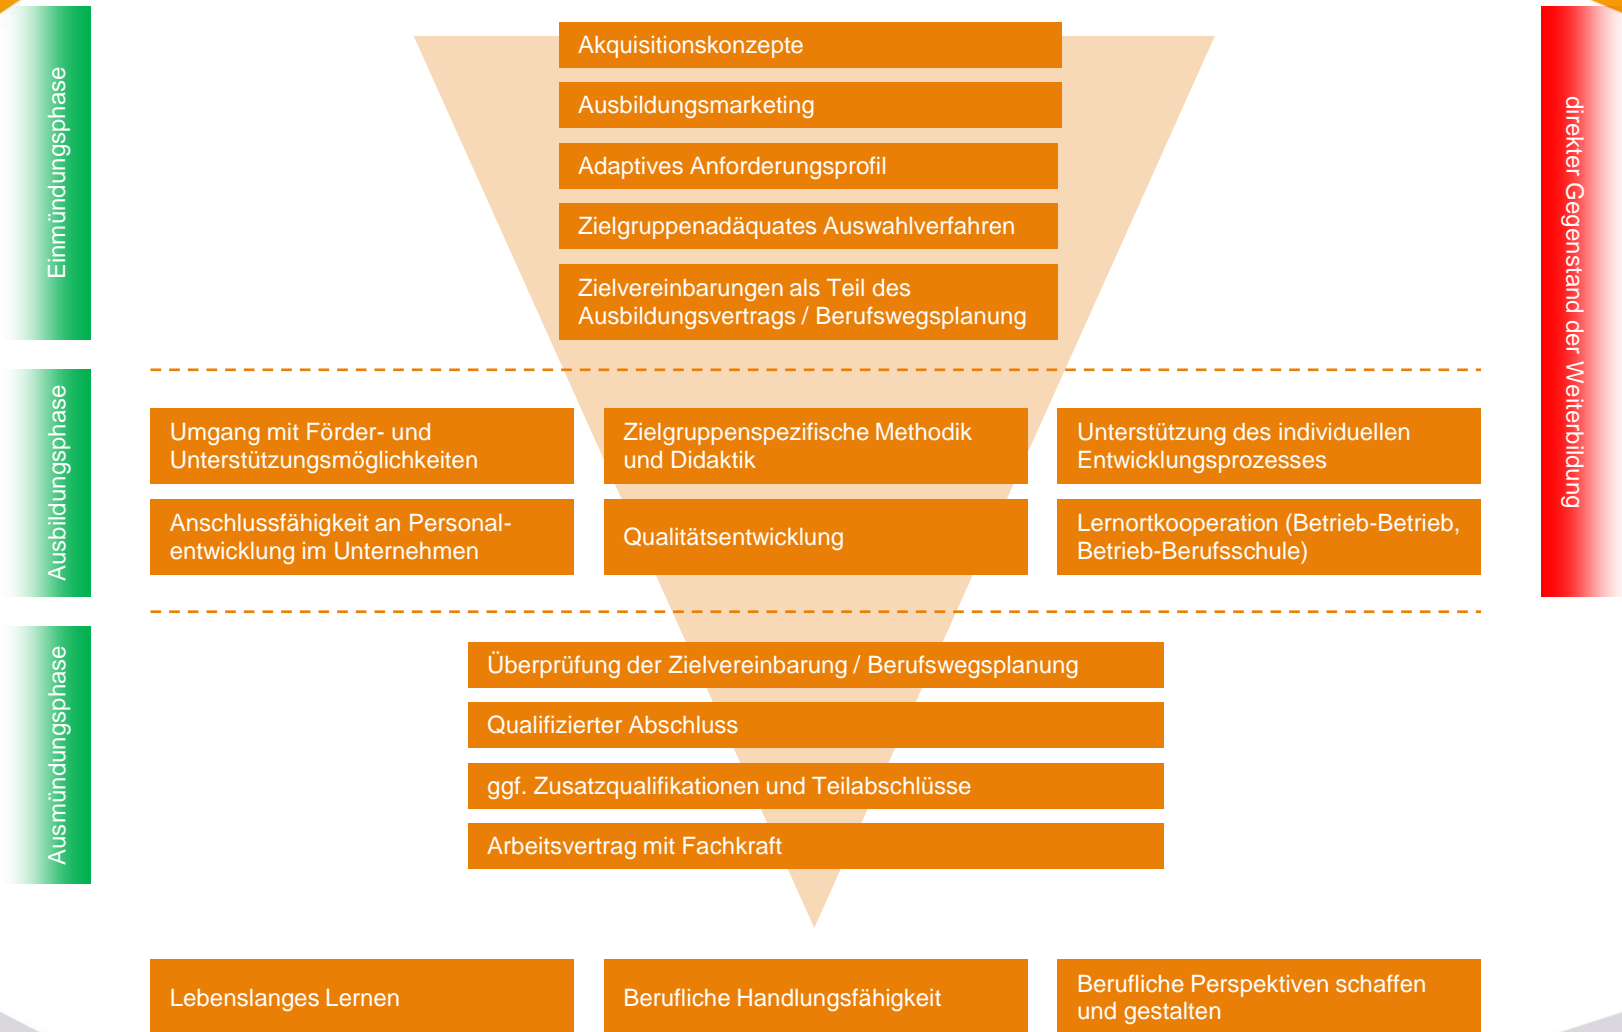 Einmündungsphase
Akquisitionskonzepte
Ausbildungsmarketing
Adaptives Anforderungsprofil
Zielgruppenadäquates Auswahlverfahren
Zielvereinbarungen als Teil des
Ausbildungsvertrags / Berufswegsplanung
direkter Gegenstand der Weiterbildung
Ausbildungsphase
Umgang mit Förder- und
Unterstützungsmöglichkeiten
Zielgruppenspezifische Methodik
und Didaktik
Unterstützung des individuellen
Entwicklungsprozesses
Anschlussfähigkeit an Personal-
entwicklung im Unternehmen
Qualitätsentwicklung
Lernortkooperation (Betrieb-Betrieb,
Betrieb-Berufsschule)
Ausmündungsphase
Überprüfung der Zielvereinbarung / Berufswegsplanung
Qualifizierter Abschluss
ggf. Zusatzqualifikationen und Teilabschlüsse
Arbeitsvertrag mit Fachkraft
Lebenslanges Lernen
Berufliche Handlungsfähigkeit
Berufliche Perspektiven schaffen
und gestalten